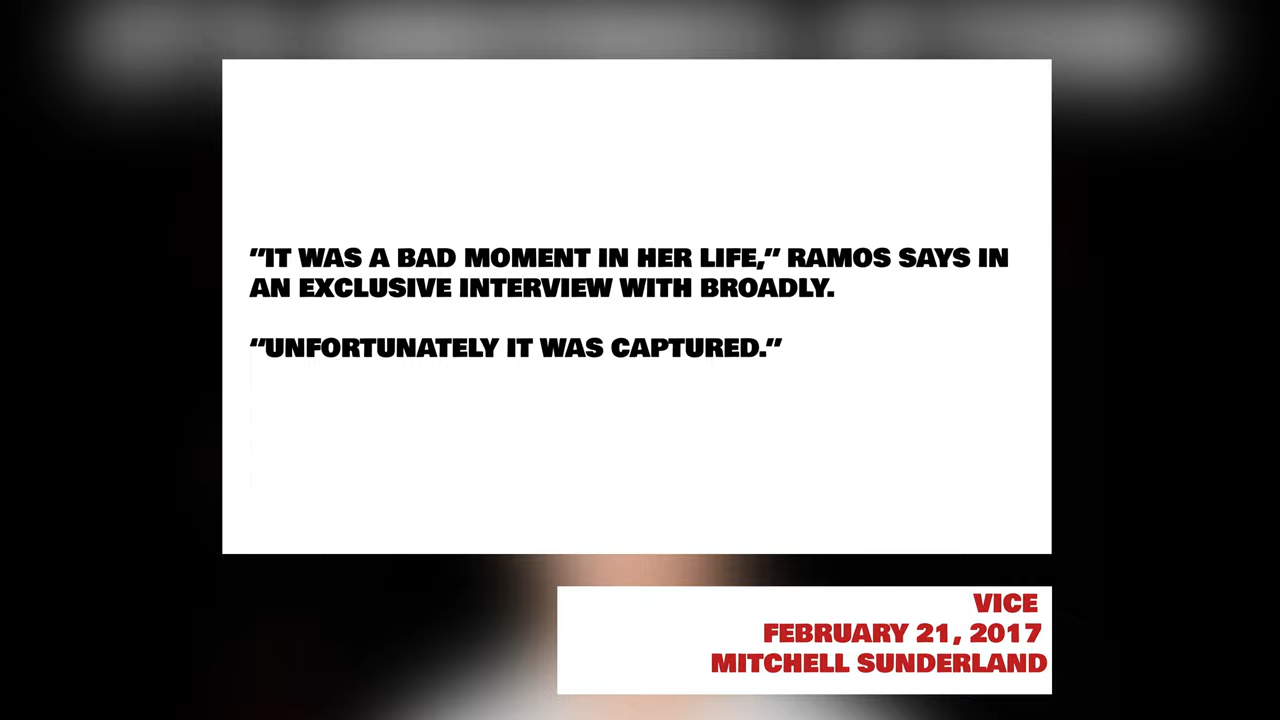 “IT WAS A BAD MOMENT IN HER LIFE,” RAMOS SAYS IN
AN EXCLUSIVE INTERVIEW WITH BROADLY.
“UNFORTUNATELY IT WAS CAPTURED.”
VICE
FEBRUARY 21, 2017
MITCHELL SUNDERLAND